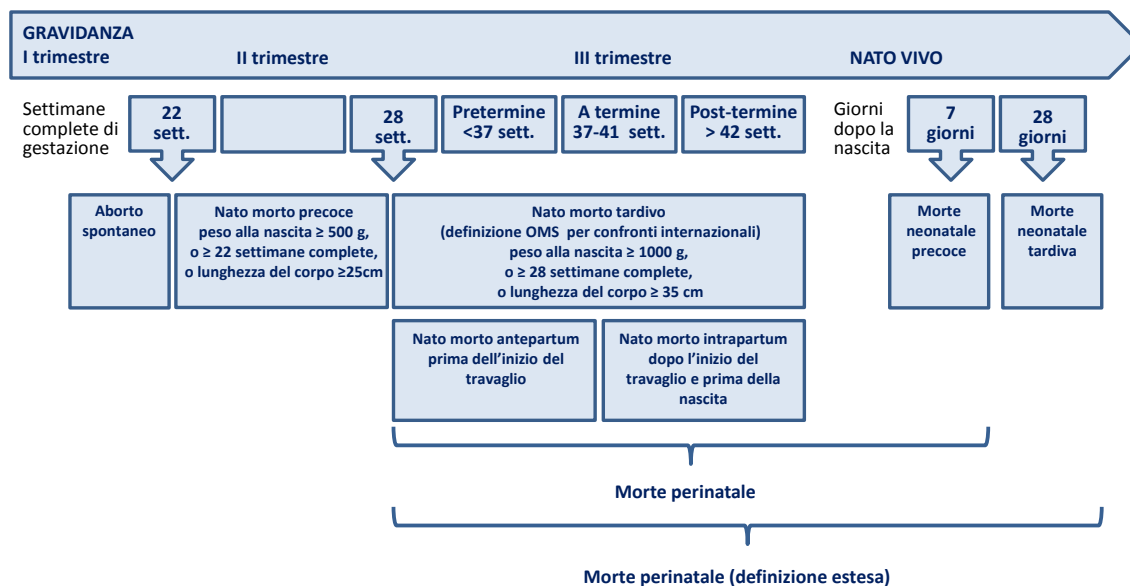 GRAVIDANZA
I trimestre II trimestre III trimestre NATO VIVO
Settimane
complete di
gestazione
22
sett.
28
sett.
Pretermine
<37 sett.
A termine
37-41 sett.
Post-termine
> 42 sett.
Giorni
dopo la
nascita
7
giorni
28
giorni
Aborto
spontaneo
Nato morto precoce
peso alla nascita ≥ 500 g,
o ≥ 22 settimane complete,
o lunghezza del corpo ≥25cm
Nato morto tardivo
(definizione OMS per confronti internazionali)
peso alla nascita ≥ 1000 g,
o ≥ 28 settimane complete,
o lunghezza del corpo ≥ 35 cm
Morte
neonatale
precoce
Morte
neonatale
tardiva
Nato morto antepartum
prima dell'inizio del
travaglio
Nato morto intrapartum
dopo l'inizio del
travaglio e prima della
nascita
Morte perinatale
Morte perinatale (definizione estesa)